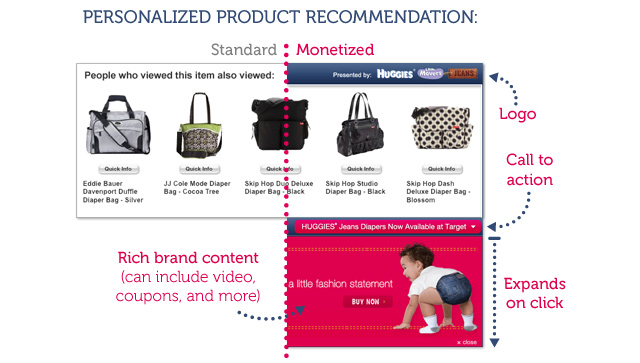 PERSONALIZED PRODUCT RECOMMENDATION:
Standard Monetized
People who viewed this item also viewed:
Presented by: HUGGIES® Little Movers JEANS
Logo
Quick Info Quick Info Quick Info Quick Info Quick Info
Eddie Bauer JJ Cole Mode Diaper Skip Hop Duo Deluxe Skip Hop Studio Skip Hop Dash
Davenport Duffle Bag - Cocoa Tree Diaper Bag - Black Diaper Bag - Black Deluxe Diaper Bag -
Diaper Bag - Silver Blossom
Call to
action
HUGGIES® Jeans Diapers Now Available at Target
Rich brand content
(can include video,
coupons, and more)
a little fashion statement
BUY NOW
Expands
on click
× close